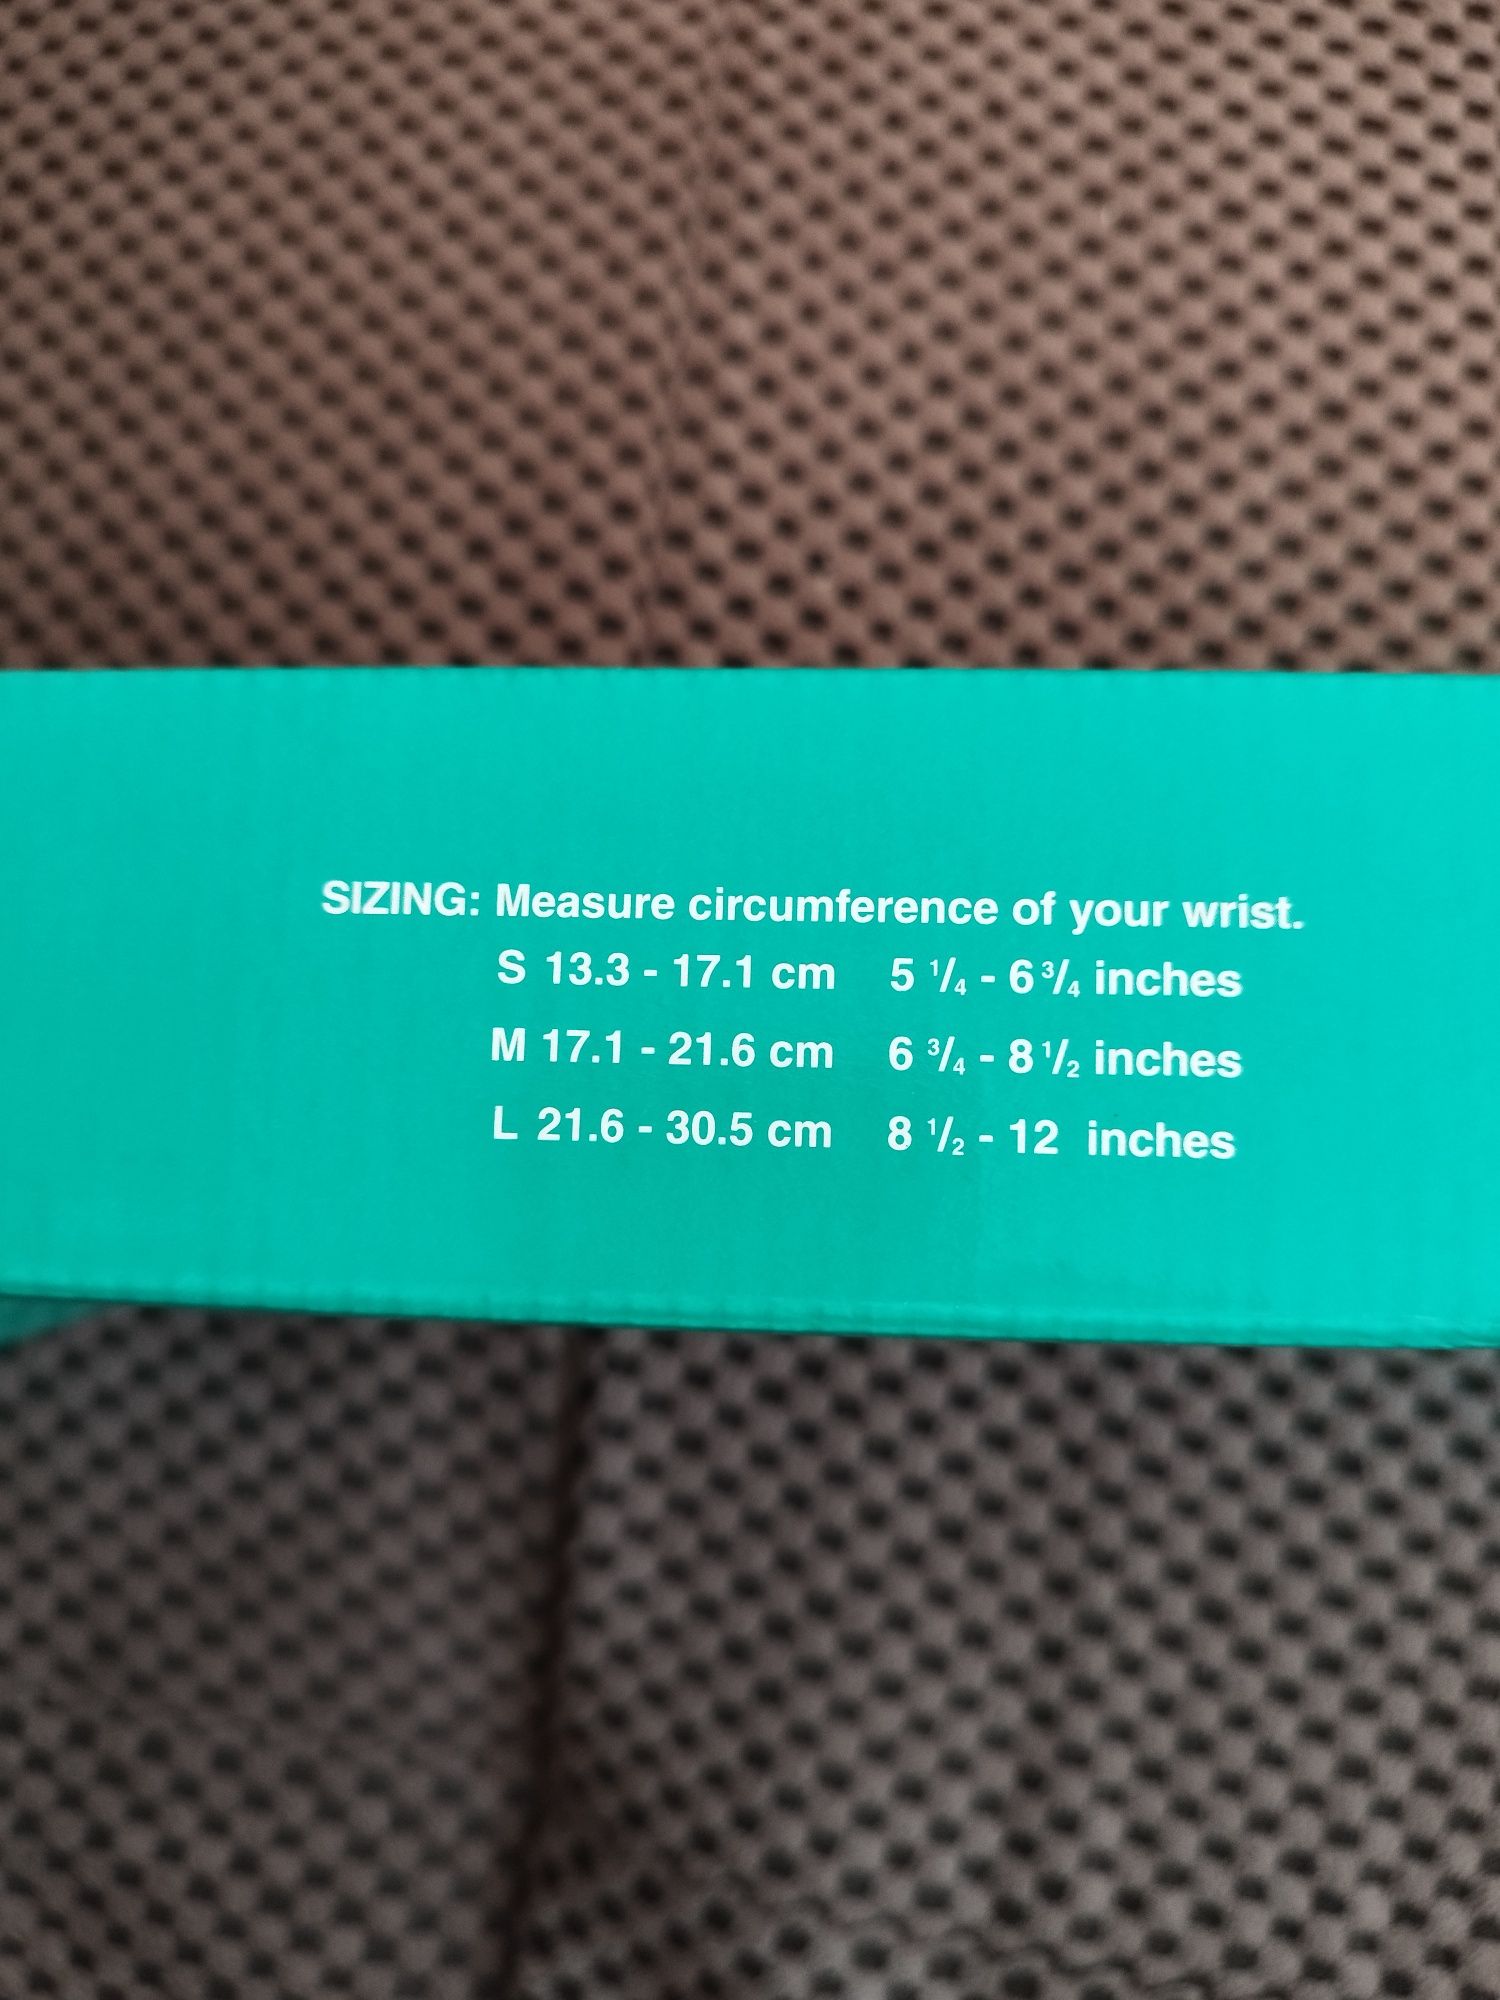 SIZING: Measure circumference of your wrist.
S 13.3 - 17.1 cm 5 1/4 - 6 3/4 inches
M 17.1 - 21.6 cm 6 3/4 - 8 1/2 inches
L 21.6 - 30.5 cm 8 1/2 - 12 inches